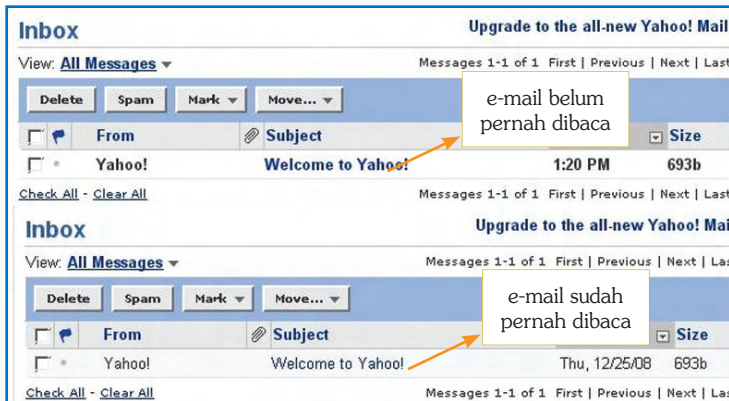 Inbox Upgrade to the all-new Yahoo! Mail
View: All Messages Messages 1-1 of 1 First | Previous | Next | Last
Delete Spam Mark Move...
e-mail belum
pernah dibaca
From Subject Size
Yahoo! Welcome to Yahoo! 1:20 PM 693b
Check All - Clear All Messages 1-1 of 1 First | Previous | Next | Last
Inbox Upgrade to the all-new Yahoo! Mai
View: All Messages Messages 1-1 of 1 First | Previous | Next | Las
Delete Spam Mark Move...
e-mail sudah
pernah dibaca
From Subject Size
Yahoo! Welcome to Yahoo! Thu, 12/25/08 693b
Check All - Clear All Messages 1-1 of 1 First | Previous | Next | Las